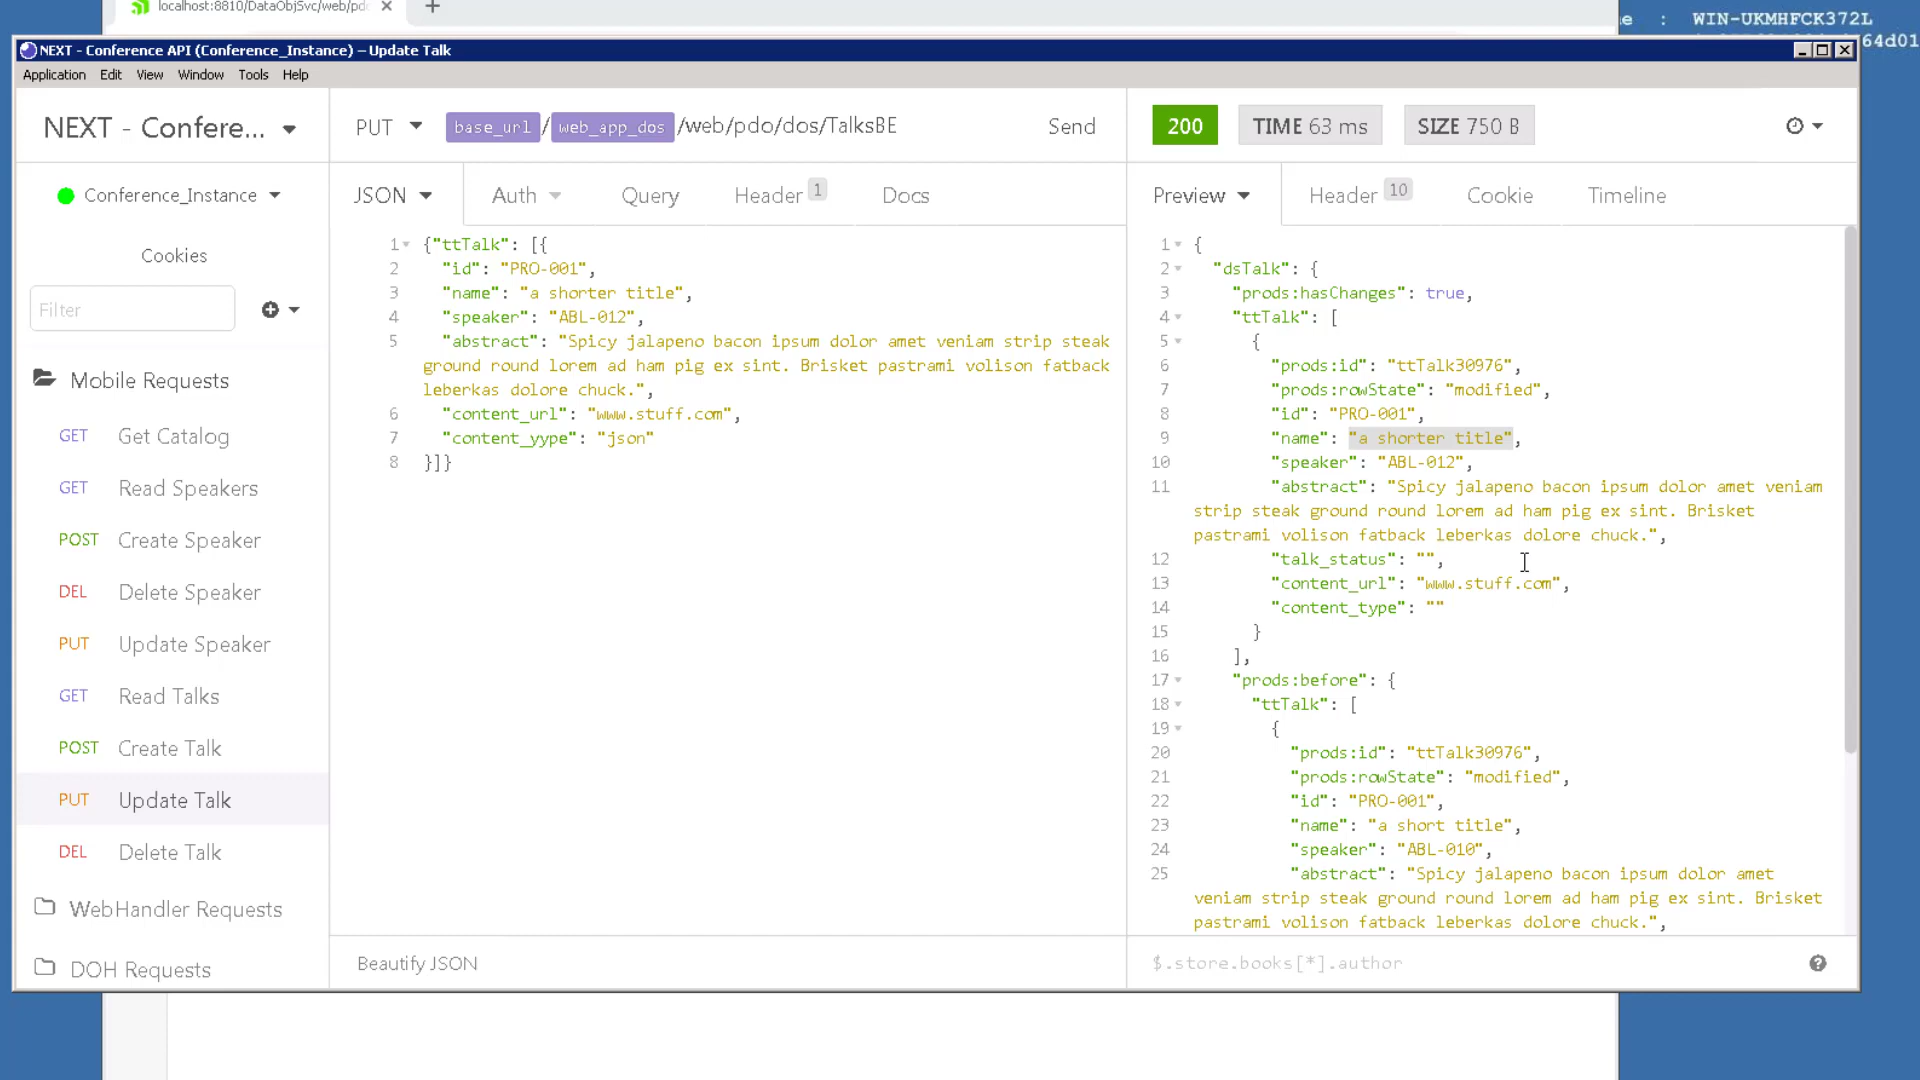 localhost:8810/DataObjSvc/web/pdo
: WIN-UKMHFCK372L
64d01
NEXT - Conference API (Conference_Instance) – Update Talk
Application Edit View Window Tools Help
NEXT - Confere...
PUT base_url/web_app_dos/web/pdo/dos/TalksBE Send
200 TIME 63 ms SIZE 750 B
Conference_Instance
JSON Auth Query Header 1 Docs
Preview Header 10 Cookie Timeline
Cookies
Filter
Mobile Requests
GET Get Catalog
GET Read Speakers
POST Create Speaker
DEL Delete Speaker
PUT Update Speaker
GET Read Talks
POST Create Talk
PUT Update Talk
DEL Delete Talk
WebHandler Requests
DOH Requests
1 {"ttTalk": [{
2 "id": "PRO-001",
3 "name": "a shorter title",
4 "speaker": "ABL-012",
5 "abstract": "Spicy jalapeno bacon ipsum dolor amet veniam strip steak
ground round lorem ad ham pig ex sint. Brisket pastrami volison fatback
leberkas dolore chuck.",
6 "content_url": "www.stuff.com",
7 "content_yype": "json"
8 }]}
Beautify JSON
1 {
2 "dsTalk": {
3 "prods:hasChanges": true,
4 "ttTalk": [
5 {
6 "prods:id": "ttTalk30976",
7 "prods:rowState": "modified",
8 "id": "PRO-001",
9 "name": "a shorter title",
10 "speaker": "ABL-012",
11 "abstract": "Spicy jalapeno bacon ipsum dolor amet veniam
strip steak ground round lorem ad ham pig ex sint. Brisket
pastrami volison fatback leberkas dolore chuck.",
12 "talk_status": "",
13 "content_url": "www.stuff.com",
14 "content_type": ""
15 }
16 ],
17 "prods:before": {
18 "ttTalk": [
19 {
20 "prods:id": "ttTalk30976",
21 "prods:rowState": "modified",
22 "id": "PRO-001",
23 "name": "a short title",
24 "speaker": "ABL-010",
25 "abstract": "Spicy jalapeno bacon ipsum dolor amet
veniam strip steak ground round lorem ad ham pig ex sint. Brisket
pastrami volison fatback leberkas dolore chuck.",
$.store.books[*].author